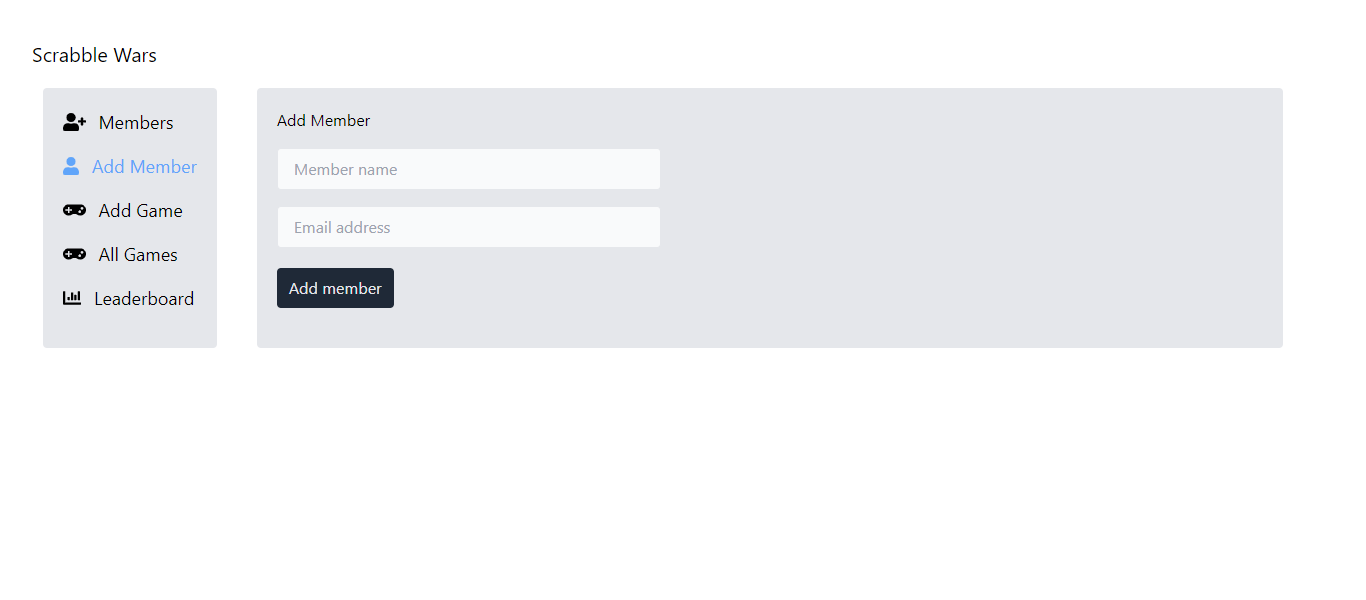 Scrabble Wars
Members
Add Member
Add Game
All Games
Leaderboard
Add Member
Member name
Email address
Add member